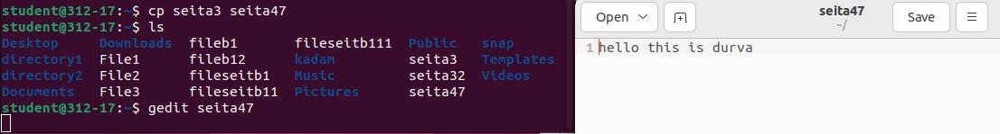 student@312-17:~$ cp seita3 seita47
student@312-17:~$ ls
Desktop Downloads fileb1 fileseitb111 Public snap
directory1 File1 fileb12 kadam seita3 Templates
directory2 File2 fileseitb1 Music seita32 Videos
Documents File3 fileseitb11 Pictures seita47
student@312-17:~$ gedit seita47
Open seita47 Save
~/
1 hello this is durva